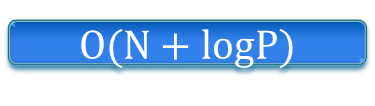 O(N + logP)